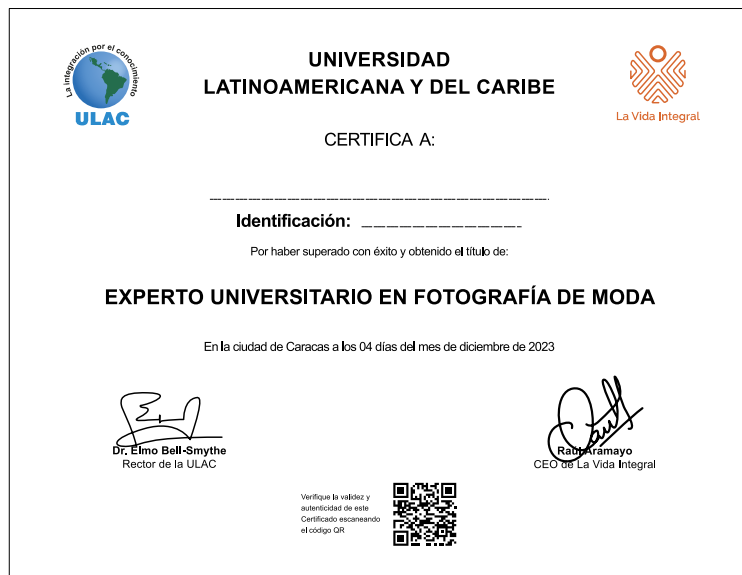 La integración por el conocimiento
ULAC
UNIVERSIDAD
LATINOAMERICANA Y DEL CARIBE
La Vida Integral
CERTIFICA A:
Identificación:
Por haber superado con éxito y obtenido el título de:
EXPERTO UNIVERSITARIO EN FOTOGRAFÍA DE MODA
En la ciudad de Caracas a los 04 días del mes de diciembre de 2023
Dr. Elmo Bell-Smythe
Rector de la ULAC
Raúl Aramayo
CEO de La Vida Integral
Verifique la validez y
autenticidad de este
Certificado escaneando
el código QR